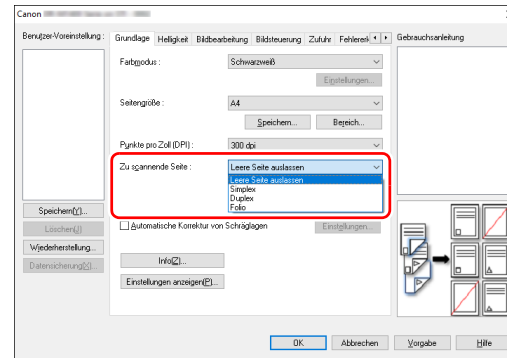 Canon
Benutzer-Voreinstellung :
Grundlage Helligkeit Bildbearbeitung Bildsteuerung Zufuhr Fehlererk
Gebrauchsanleitung
Farbmodus :
Schwarzweiß
Einstellungen...
Seitengröße :
A4
Speichern... Bereich...
Punkte pro Zoll (DPI) :
300 dpi
Zu scannende Seite :
Leere Seite auslassen
Leere Seite auslassen
Simplex
Duplex
Folio
Automatische Korrektur von Schräglagen
Einstellungen...
Speichern(Y)...
Löschen(J)
Wiederherstellung...
Datensicherung(X)...
Info(Z)...
Einstellungen anzeigen(P)...
OK Abbrechen Vorgabe Hilfe